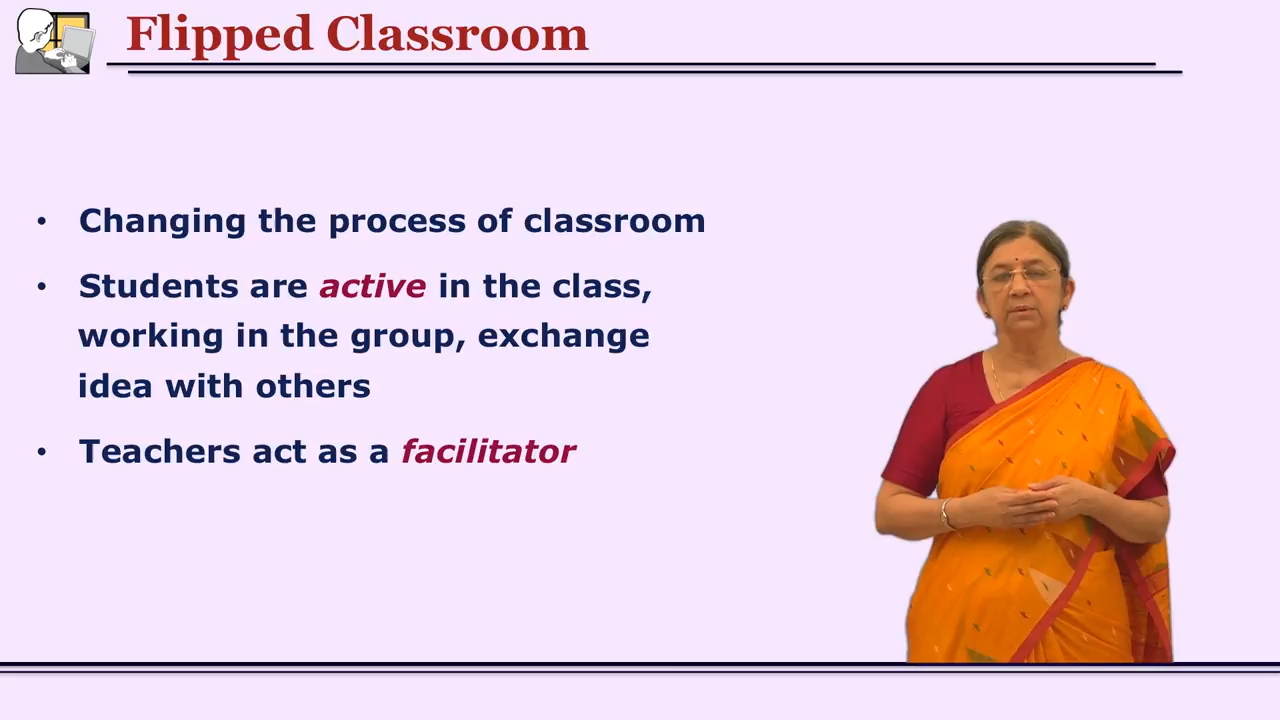 Flipped Classroom
• Changing the process of classroom
• Students are active in the class,
working in the group, exchange
idea with others
• Teachers act as a facilitator